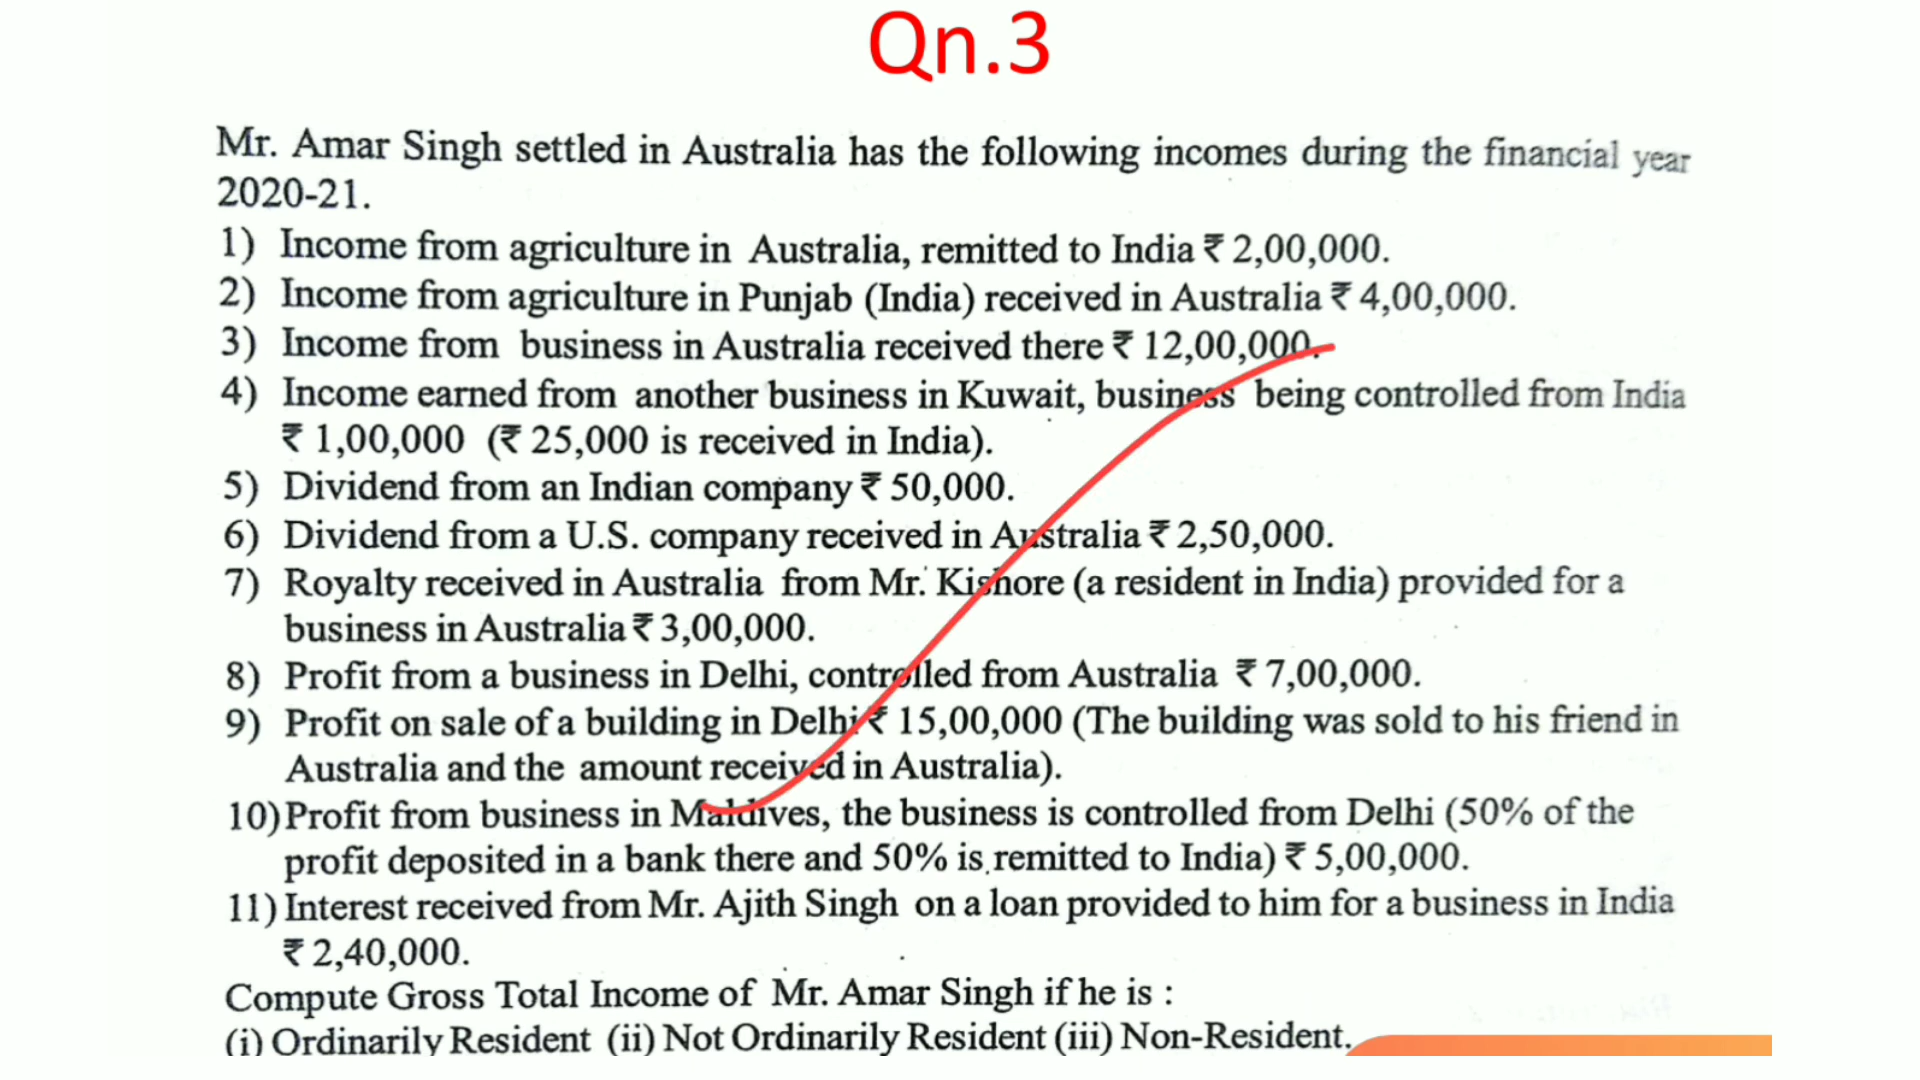 Qn.3
Mr. Amar Singh settled in Australia has the following incomes during the financial year
2020-21.
1) Income from agriculture in Australia, remitted to India ₹ 2,00,000.
2) Income from agriculture in Punjab (India) received in Australia ₹ 4,00,000.
3) Income from business in Australia received there ₹ 12,00,000.
4) Income earned from another business in Kuwait, business being controlled from India
₹ 1,00,000 (₹ 25,000 is received in India).
5) Dividend from an Indian company ₹ 50,000.
6) Dividend from a U.S. company received in Australia ₹ 2,50,000.
7) Royalty received in Australia from Mr. Kishore (a resident in India) provided for a
business in Australia ₹ 3,00,000.
8) Profit from a business in Delhi, controlled from Australia ₹ 7,00,000.
9) Profit on sale of a building in Delhi ₹ 15,00,000 (The building was sold to his friend in
Australia and the amount received in Australia).
10) Profit from business in Maldives, the business is controlled from Delhi (50% of the
profit deposited in a bank there and 50% is remitted to India) ₹ 5,00,000.
11) Interest received from Mr. Ajith Singh on a loan provided to him for a business in India
₹ 2,40,000.
Compute Gross Total Income of Mr. Amar Singh if he is :
(i) Ordinarily Resident (ii) Not Ordinarily Resident (iii) Non-Resident.